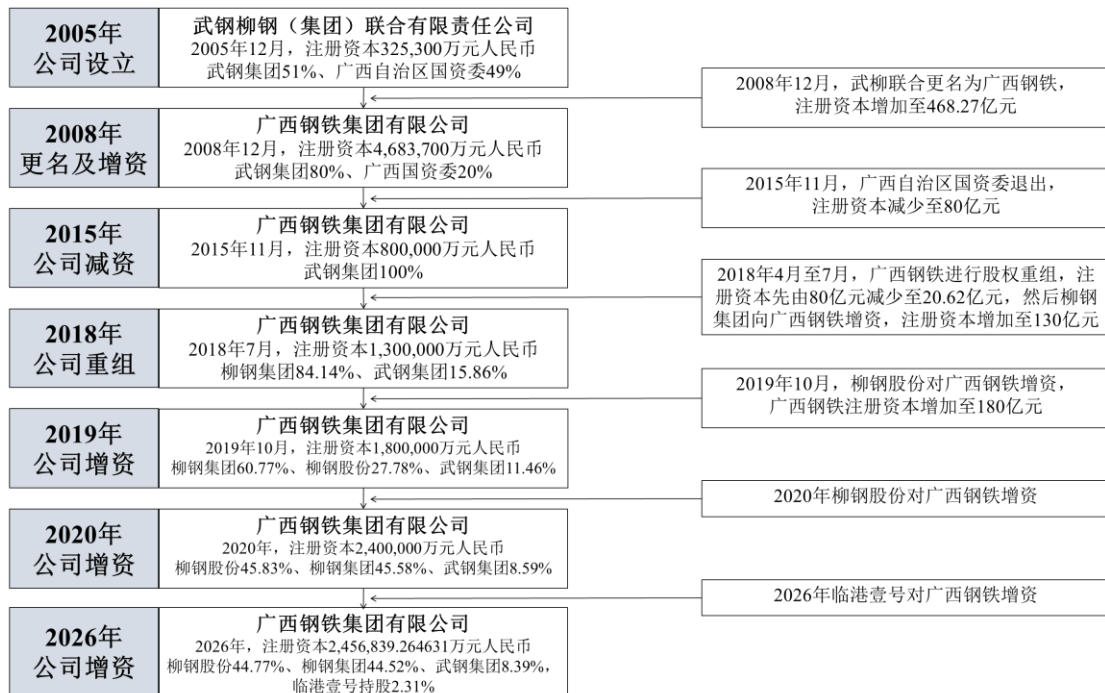 2005年
公司设立
武钢柳钢（集团）联合有限责任公司
2005年12月，注册资本325,300万元人民币
武钢集团51%、广西自治区国资委49%
2008年12月，武柳联合更名为广西钢铁，
注册资本增加至468.27亿元
2008年
更名及增资
广西钢铁集团有限公司
2008年12月，注册资本4,683,700万元人民币
武钢集团80%、广西国资委20%
2015年11月，广西自治区国资委退出，
注册资本减少至80亿元
2015年
公司减资
广西钢铁集团有限公司
2015年11月，注册资本800,000万元人民币
武钢集团100%
2018年4月至7月，广西钢铁进行股权重组，注
册资本先由80亿元减少至20.62亿元，然后柳钢
集团向广西钢铁增资，注册资本增加至130亿元
2018年
公司重组
广西钢铁集团有限公司
2018年7月，注册资本1,300,000万元人民币
柳钢集团84.14%、武钢集团15.86%
2019年10月，柳钢股份对广西钢铁增资，
广西钢铁注册资本增加至180亿元
2019年
公司增资
广西钢铁集团有限公司
2019年10月，注册资本1,800,000万元人民币
柳钢集团60.77%、柳钢股份27.78%、武钢集团11.46%
2020年柳钢股份对广西钢铁增资
2020年
公司增资
广西钢铁集团有限公司
2020年，注册资本2,400,000万元人民币
柳钢股份45.83%、柳钢集团45.58%、武钢集团8.59%
2026年临港壹号对广西钢铁增资
2026年
公司增资
广西钢铁集团有限公司
2026年，注册资本2,456,839.264631万元人民币
柳钢股份44.77%、柳钢集团44.52%、武钢集团8.39%，
临港壹号持股2.31%